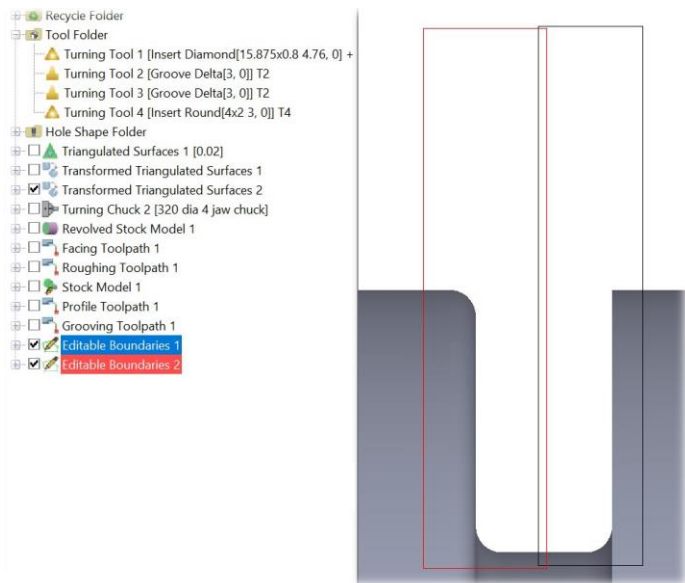 Recycle Folder
Tool Folder
Turning Tool 1 [Insert Diamond[15.875x0.8 4.76, 0] +
Turning Tool 2 [Groove Delta[3, 0]] T2
Turning Tool 3 [Groove Delta[3, 0]] T2
Turning Tool 4 [Insert Round[4x2 3, 0]] T4
Hole Shape Folder
Triangulated Surfaces 1 [0.02]
Transformed Triangulated Surfaces 1
Transformed Triangulated Surfaces 2
Turning Chuck 2 [320 dia 4 jaw chuck]
Revolved Stock Model 1
Facing Toolpath 1
Roughing Toolpath 1
Stock Model 1
Profile Toolpath 1
Grooving Toolpath 1
Editable Boundaries 1
Editable Boundaries 2